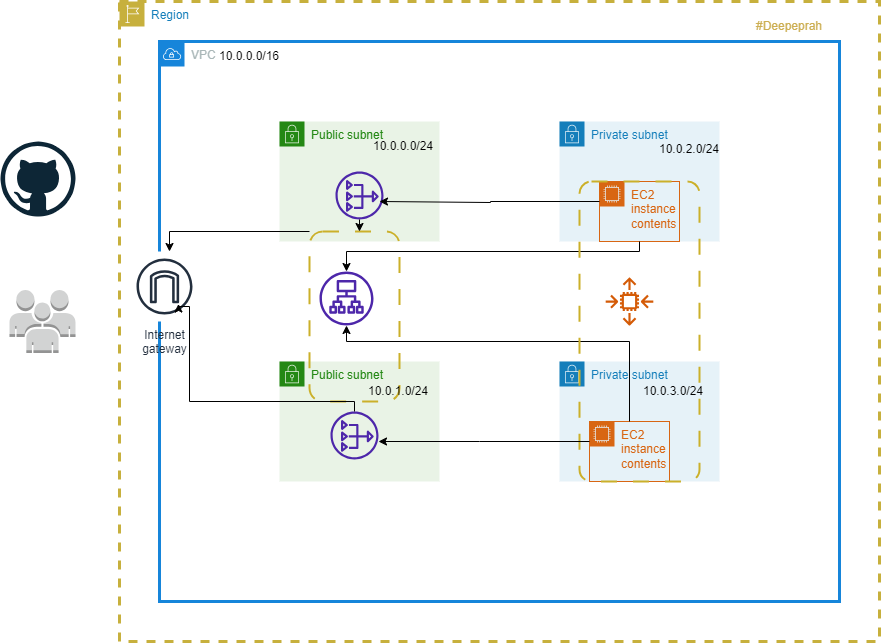 Region
#Deepeprah
VPC 10.0.0.0/16
Public subnet
10.0.0.0/24
Private subnet
10.0.2.0/24
EC2
instance
contents
Internet
gateway
Public subnet
10.0.1.0/24
Private subnet
10.0.3.0/24
EC2
instance
contents